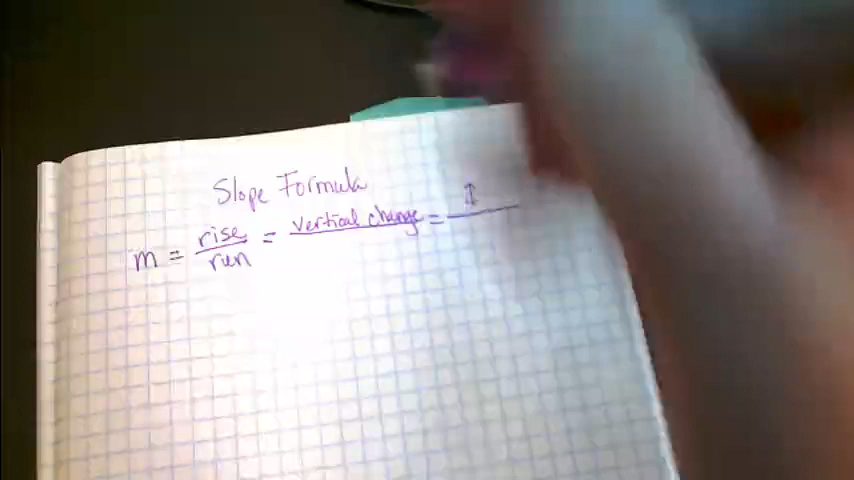 Slope Formula
m = rise/run = vertical change/ = ↕/